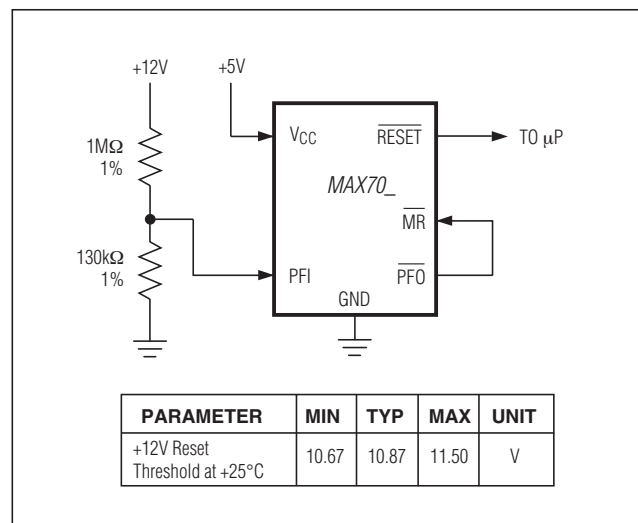 +12V
+5V
1MΩ
1%
VCC
RESET
TO µP
MAX70_
MR
130kΩ
1%
PFI
PFO
GND
PARAMETER MIN TYP MAX UNIT
+12V Reset
Threshold at +25°C 10.67 10.87 11.50 V